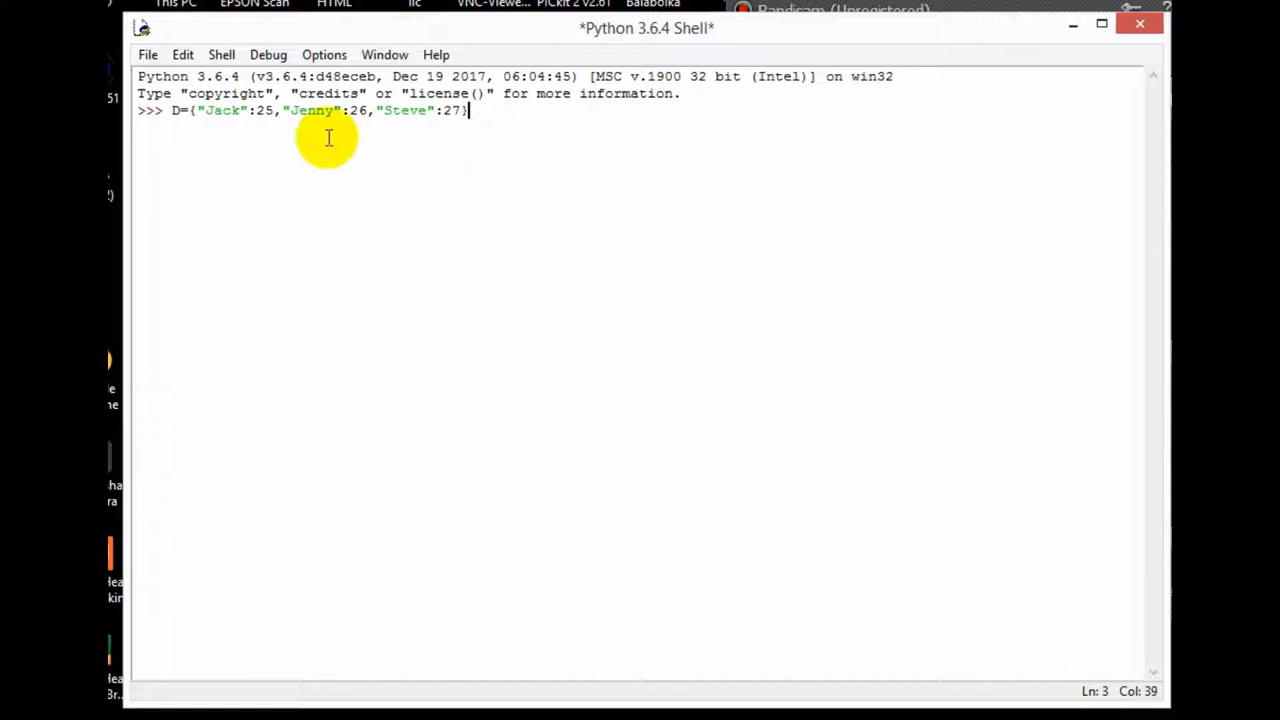 This PC EPSON Scan HTML iic VNC-Viewe... PICkit 2 v2.61 Balabolka
Bandicam (Unregistered)
*Python 3.6.4 Shell*
File Edit Shell Debug Options Window Help
Python 3.6.4 (v3.6.4:d48eceb, Dec 19 2017, 06:04:45) [MSC v.1900 32 bit (Intel)] on win32
Type "copyright", "credits" or "license()" for more information.
>>> D={"Jack":25,"Jenny":26,"Steve":27}
51
Ln: 3 Col: 39